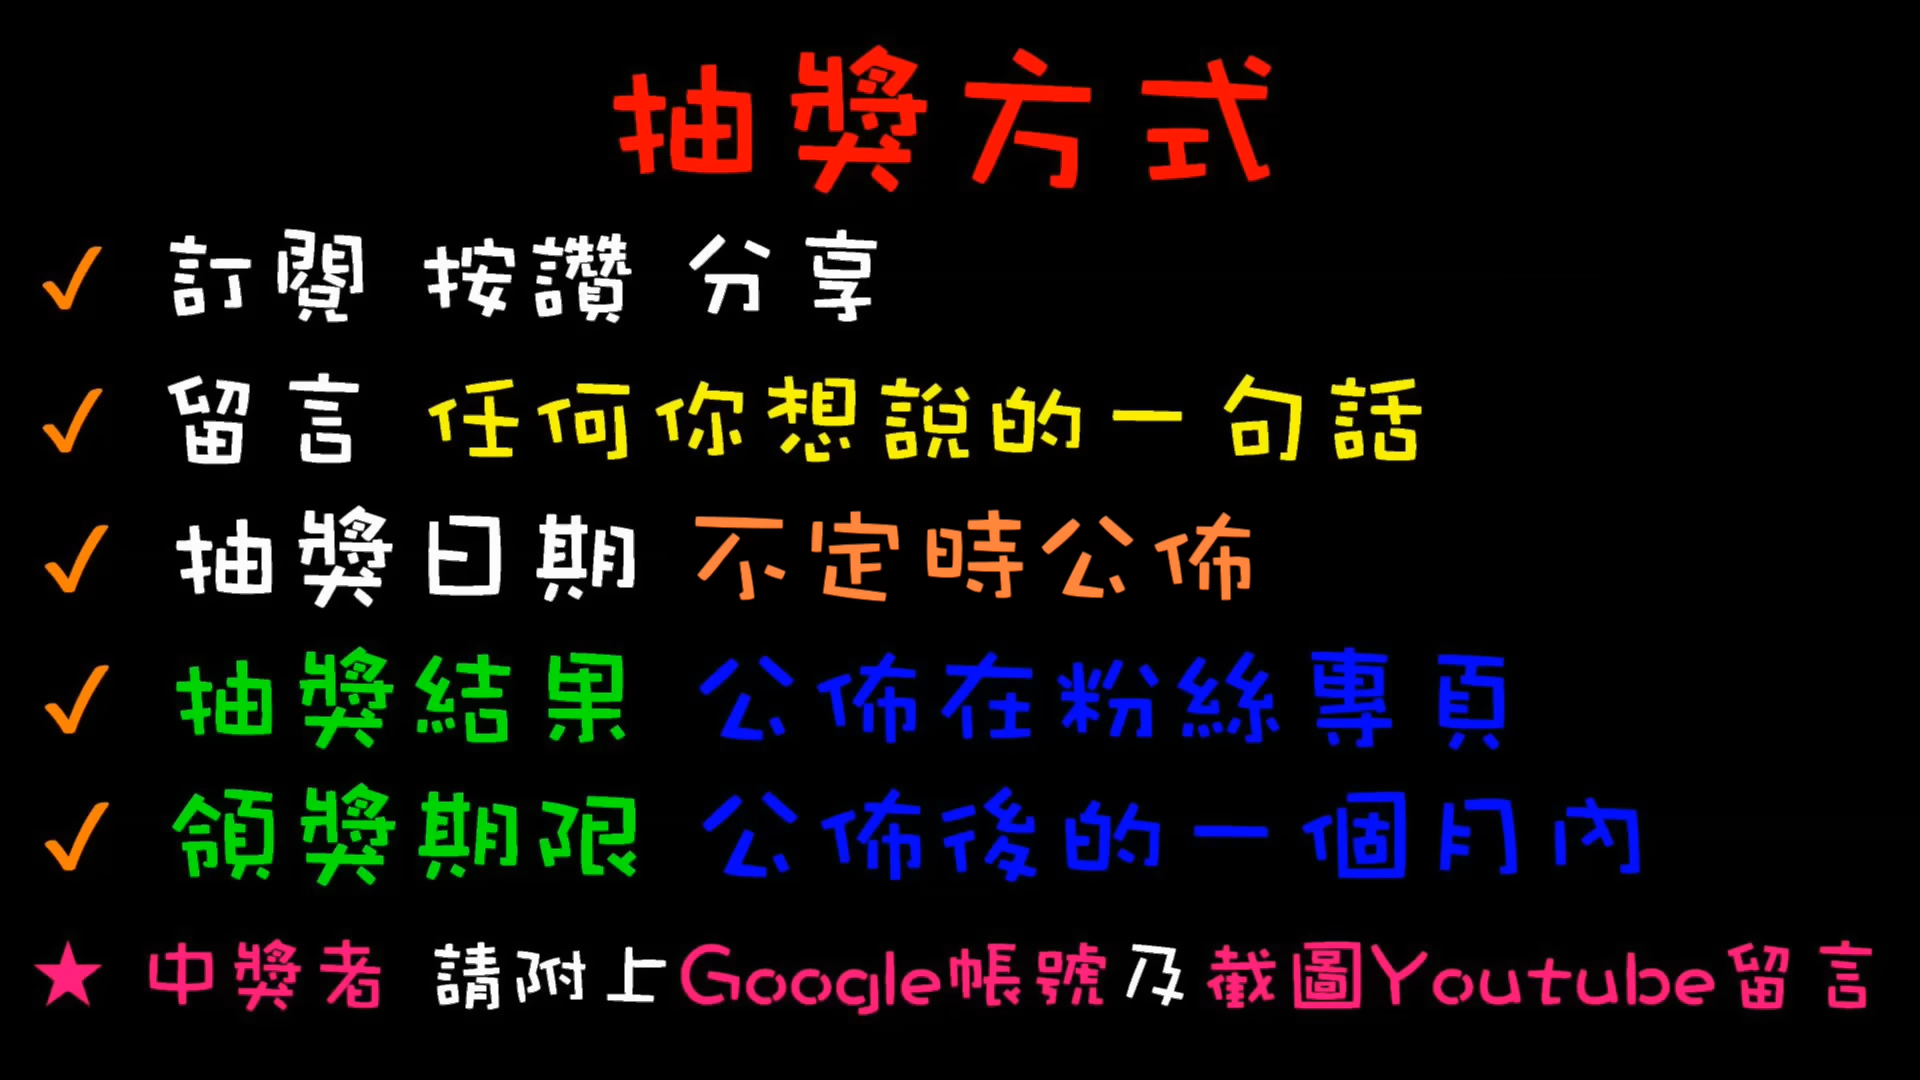 抽獎方式
✓ 訂閱 按讚 分享
✓ 留言 任何你想說的一句話
✓ 抽獎日期 不定時公佈
✓ 抽獎結果 公佈在粉絲專頁
✓ 領獎期限 公佈後的一個月內
★ 中獎者 請附上Google帳號及截圖Youtube留言